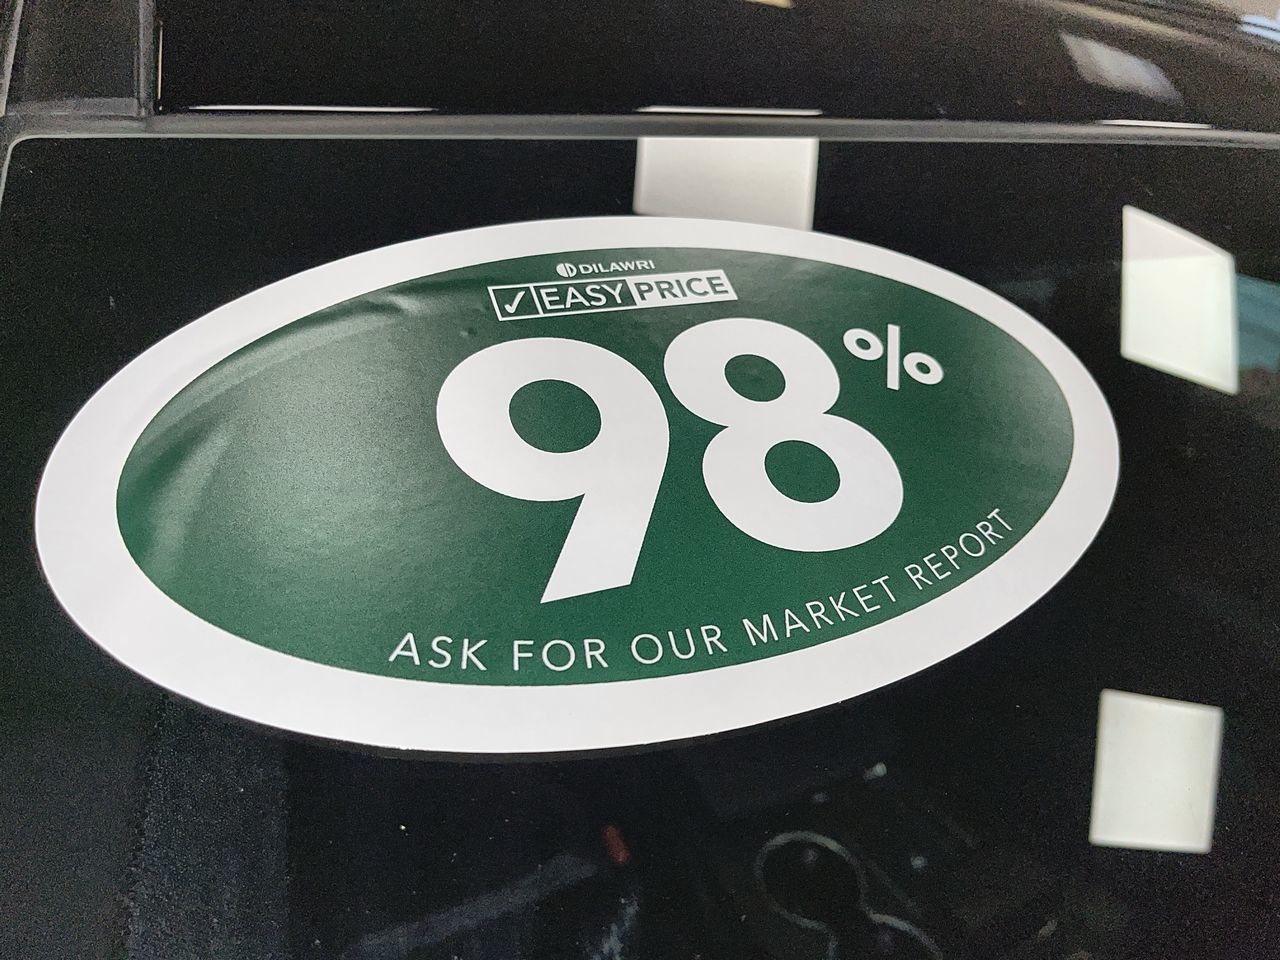 DILAWRI
✓ EASY PRICE
98%
ASK FOR OUR MARKET REPORT